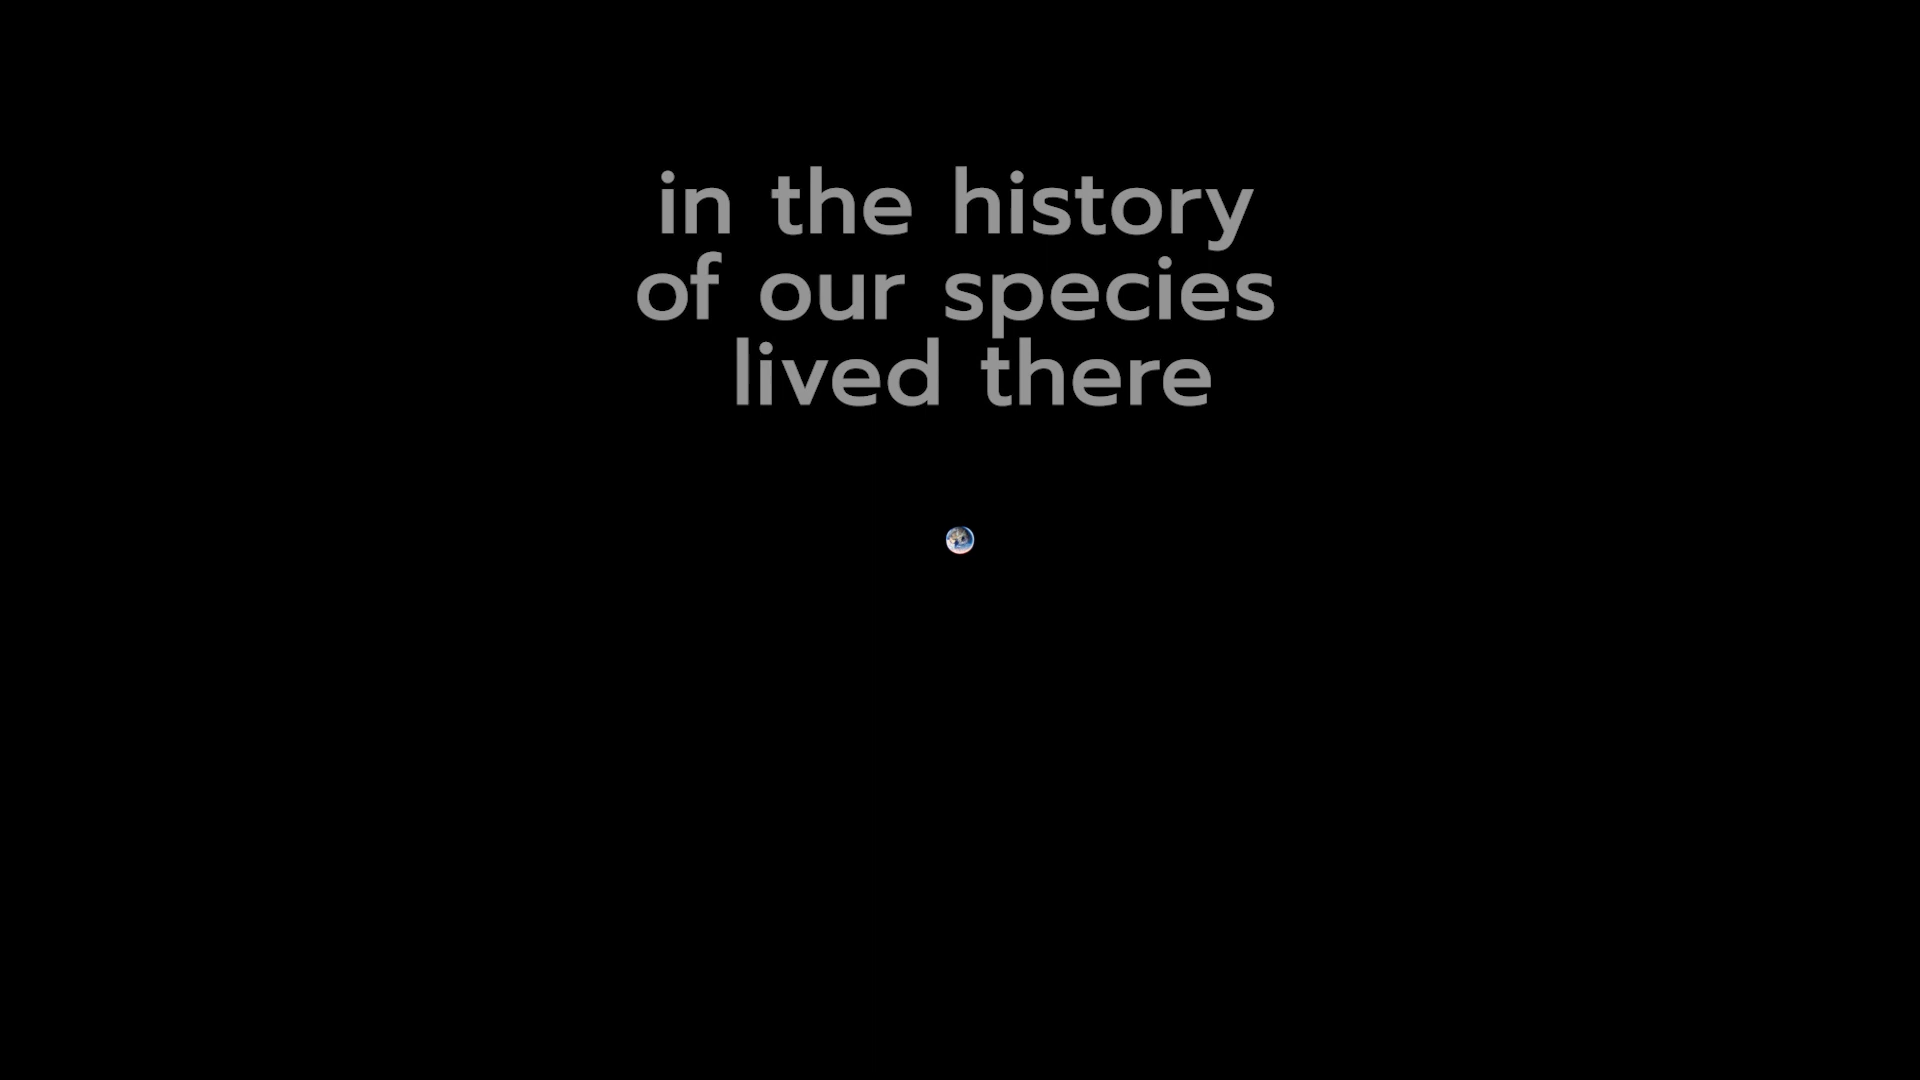 in the history
of our species
lived there